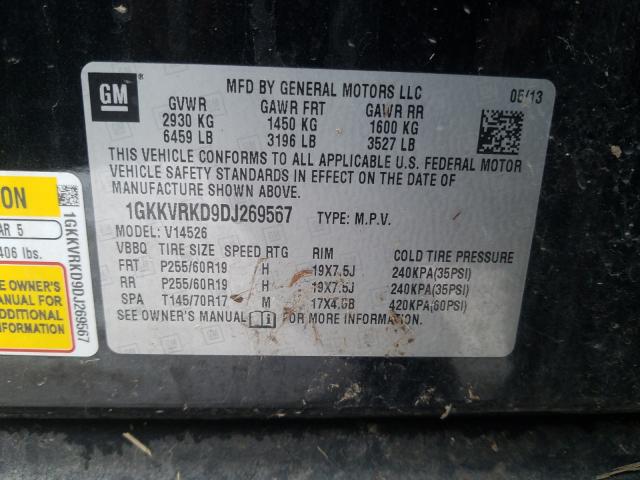 GM
MFD BY GENERAL MOTORS LLC
05/13
GVWR GAWR FRT GAWR RR
2930 KG 1450 KG 1600 KG
6459 LB 3196 LB 3527 LB
THIS VEHICLE CONFORMS TO ALL APPLICABLE U.S. FEDERAL MOTOR
VEHICLE SAFETY STANDARDS IN EFFECT ON THE DATE OF
MANUFACTURE SHOWN ABOVE.
1GKKVRKD9DJ269567 TYPE: M.P.V.
MODEL: V14526
VBBQ TIRE SIZE SPEED RTG RIM COLD TIRE PRESSURE
FRT P255/60R19 H 19X7.5J 240KPA(35PSI)
RR P255/60R19 H 19X7.5J 240KPA(35PSI)
SPA T145/70R17 M 17X4.5B 420KPA(60PSI)
SEE OWNER'S MANUAL FOR MORE INFORMATION.
ION
AR 5
406 lbs.
E OWNER'S
ANUAL FOR
DDITIONAL
ORMATION
1GKKVRKD9DJ269567